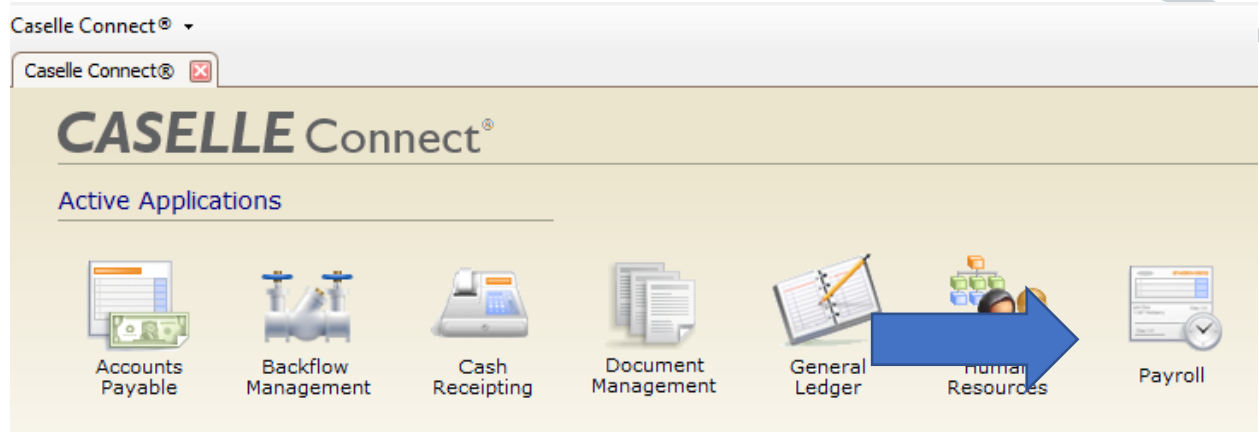 Caselle Connect®
Caselle Connect®
CASELLE Connect®
Active Applications
Accounts
Payable
Backflow
Management
Cash
Receipting
Document
Management
General
Ledger
Human
Resources
Payroll